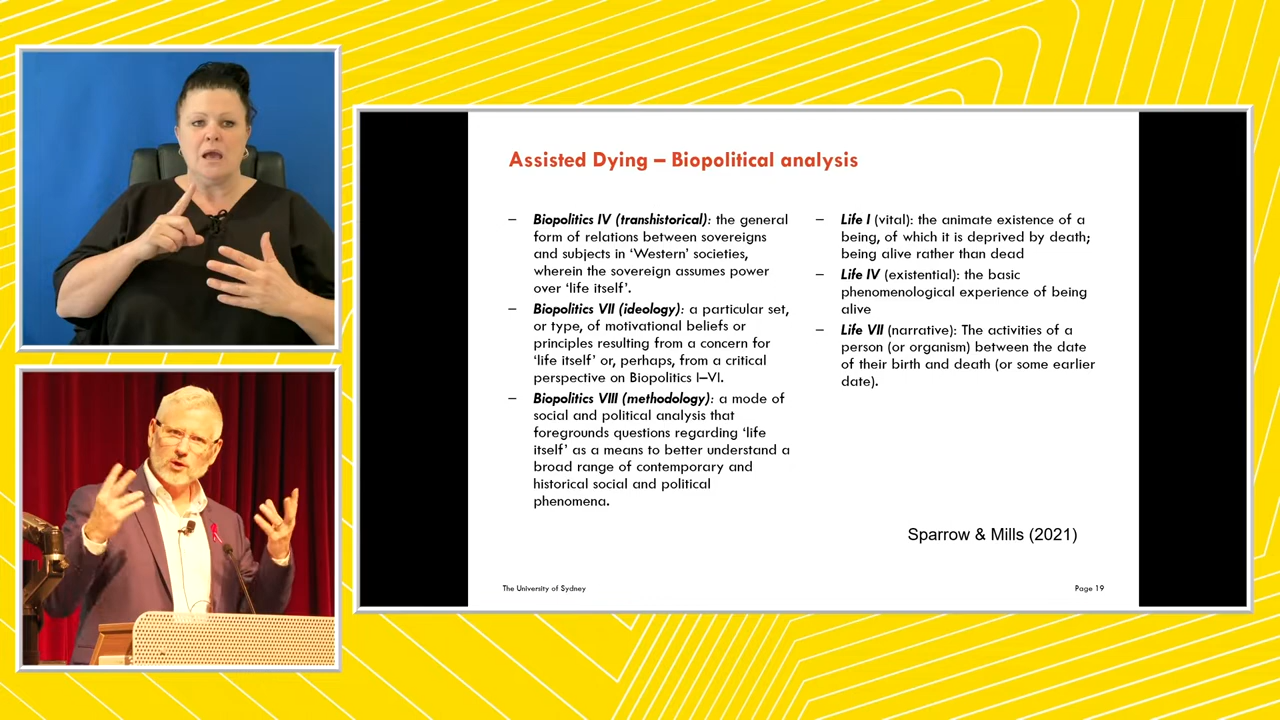 Assisted Dying – Biopolitical analysis
– Biopolitics IV (transhistorical): the general
form of relations between sovereigns
and subjects in ‘Western’ societies,
wherein the sovereign assumes power
over ‘life itself’.
– Biopolitics VII (ideology): a particular set,
or type, of motivational beliefs or
principles resulting from a concern for
‘life itself’ or, perhaps, from a critical
perspective on Biopolitics I–VI.
– Biopolitics VIII (methodology): a mode of
social and political analysis that
foregrounds questions regarding ‘life
itself’ as a means to better understand a
broad range of contemporary and
historical social and political
phenomena.
– Life I (vital): the animate existence of a
being, of which it is deprived by death;
being alive rather than dead
– Life IV (existential): the basic
phenomenological experience of being
alive
– Life VII (narrative): The activities of a
person (or organism) between the date
of their birth and death (or some earlier
date).
Sparrow & Mills (2021)
The University of Sydney
Page 19